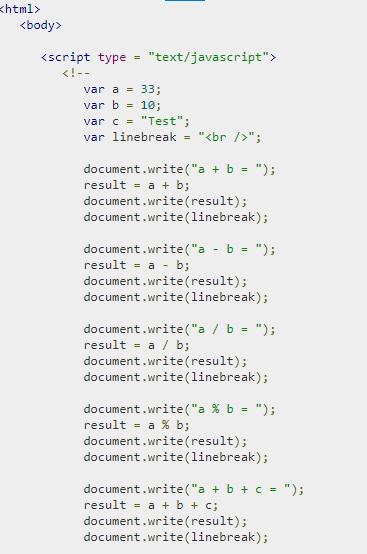 <html>
<body>
<script type = "text/javascript">
<!--
var a = 33;
var b = 10;
var c = "Test";
var linebreak = "<br />";
document.write("a + b = ");
result = a + b;
document.write(result);
document.write(linebreak);
document.write("a - b = ");
result = a - b;
document.write(result);
document.write(linebreak);
document.write("a / b = ");
result = a / b;
document.write(result);
document.write(linebreak);
document.write("a % b = ");
result = a % b;
document.write(result);
document.write(linebreak);
document.write("a + b + c = ");
result = a + b + c;
document.write(result);
document.write(linebreak);